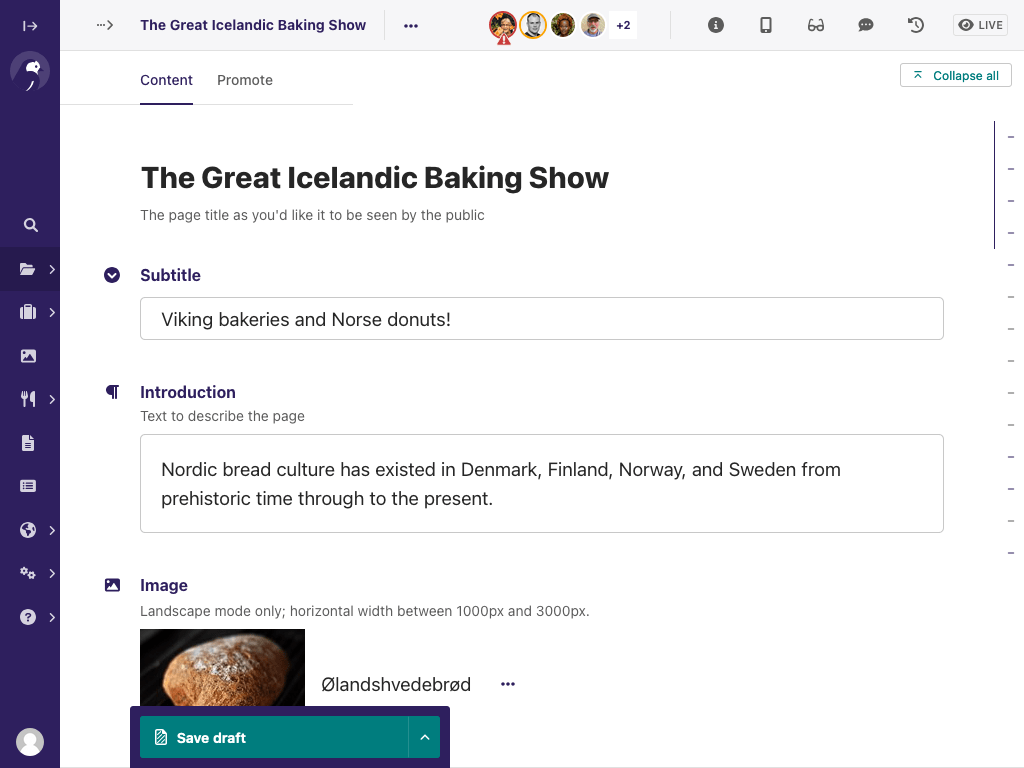 The Great Icelandic Baking Show
+2
LIVE
Content
Promote
Collapse all
The Great Icelandic Baking Show
The page title as you'd like it to be seen by the public
Subtitle
Viking bakeries and Norse donuts!
Introduction
Text to describe the page
Nordic bread culture has existed in Denmark, Finland, Norway, and Sweden from
prehistoric time through to the present.
Image
Landscape mode only; horizontal width between 1000px and 3000px.
Ølandshvedebrød
Save draft